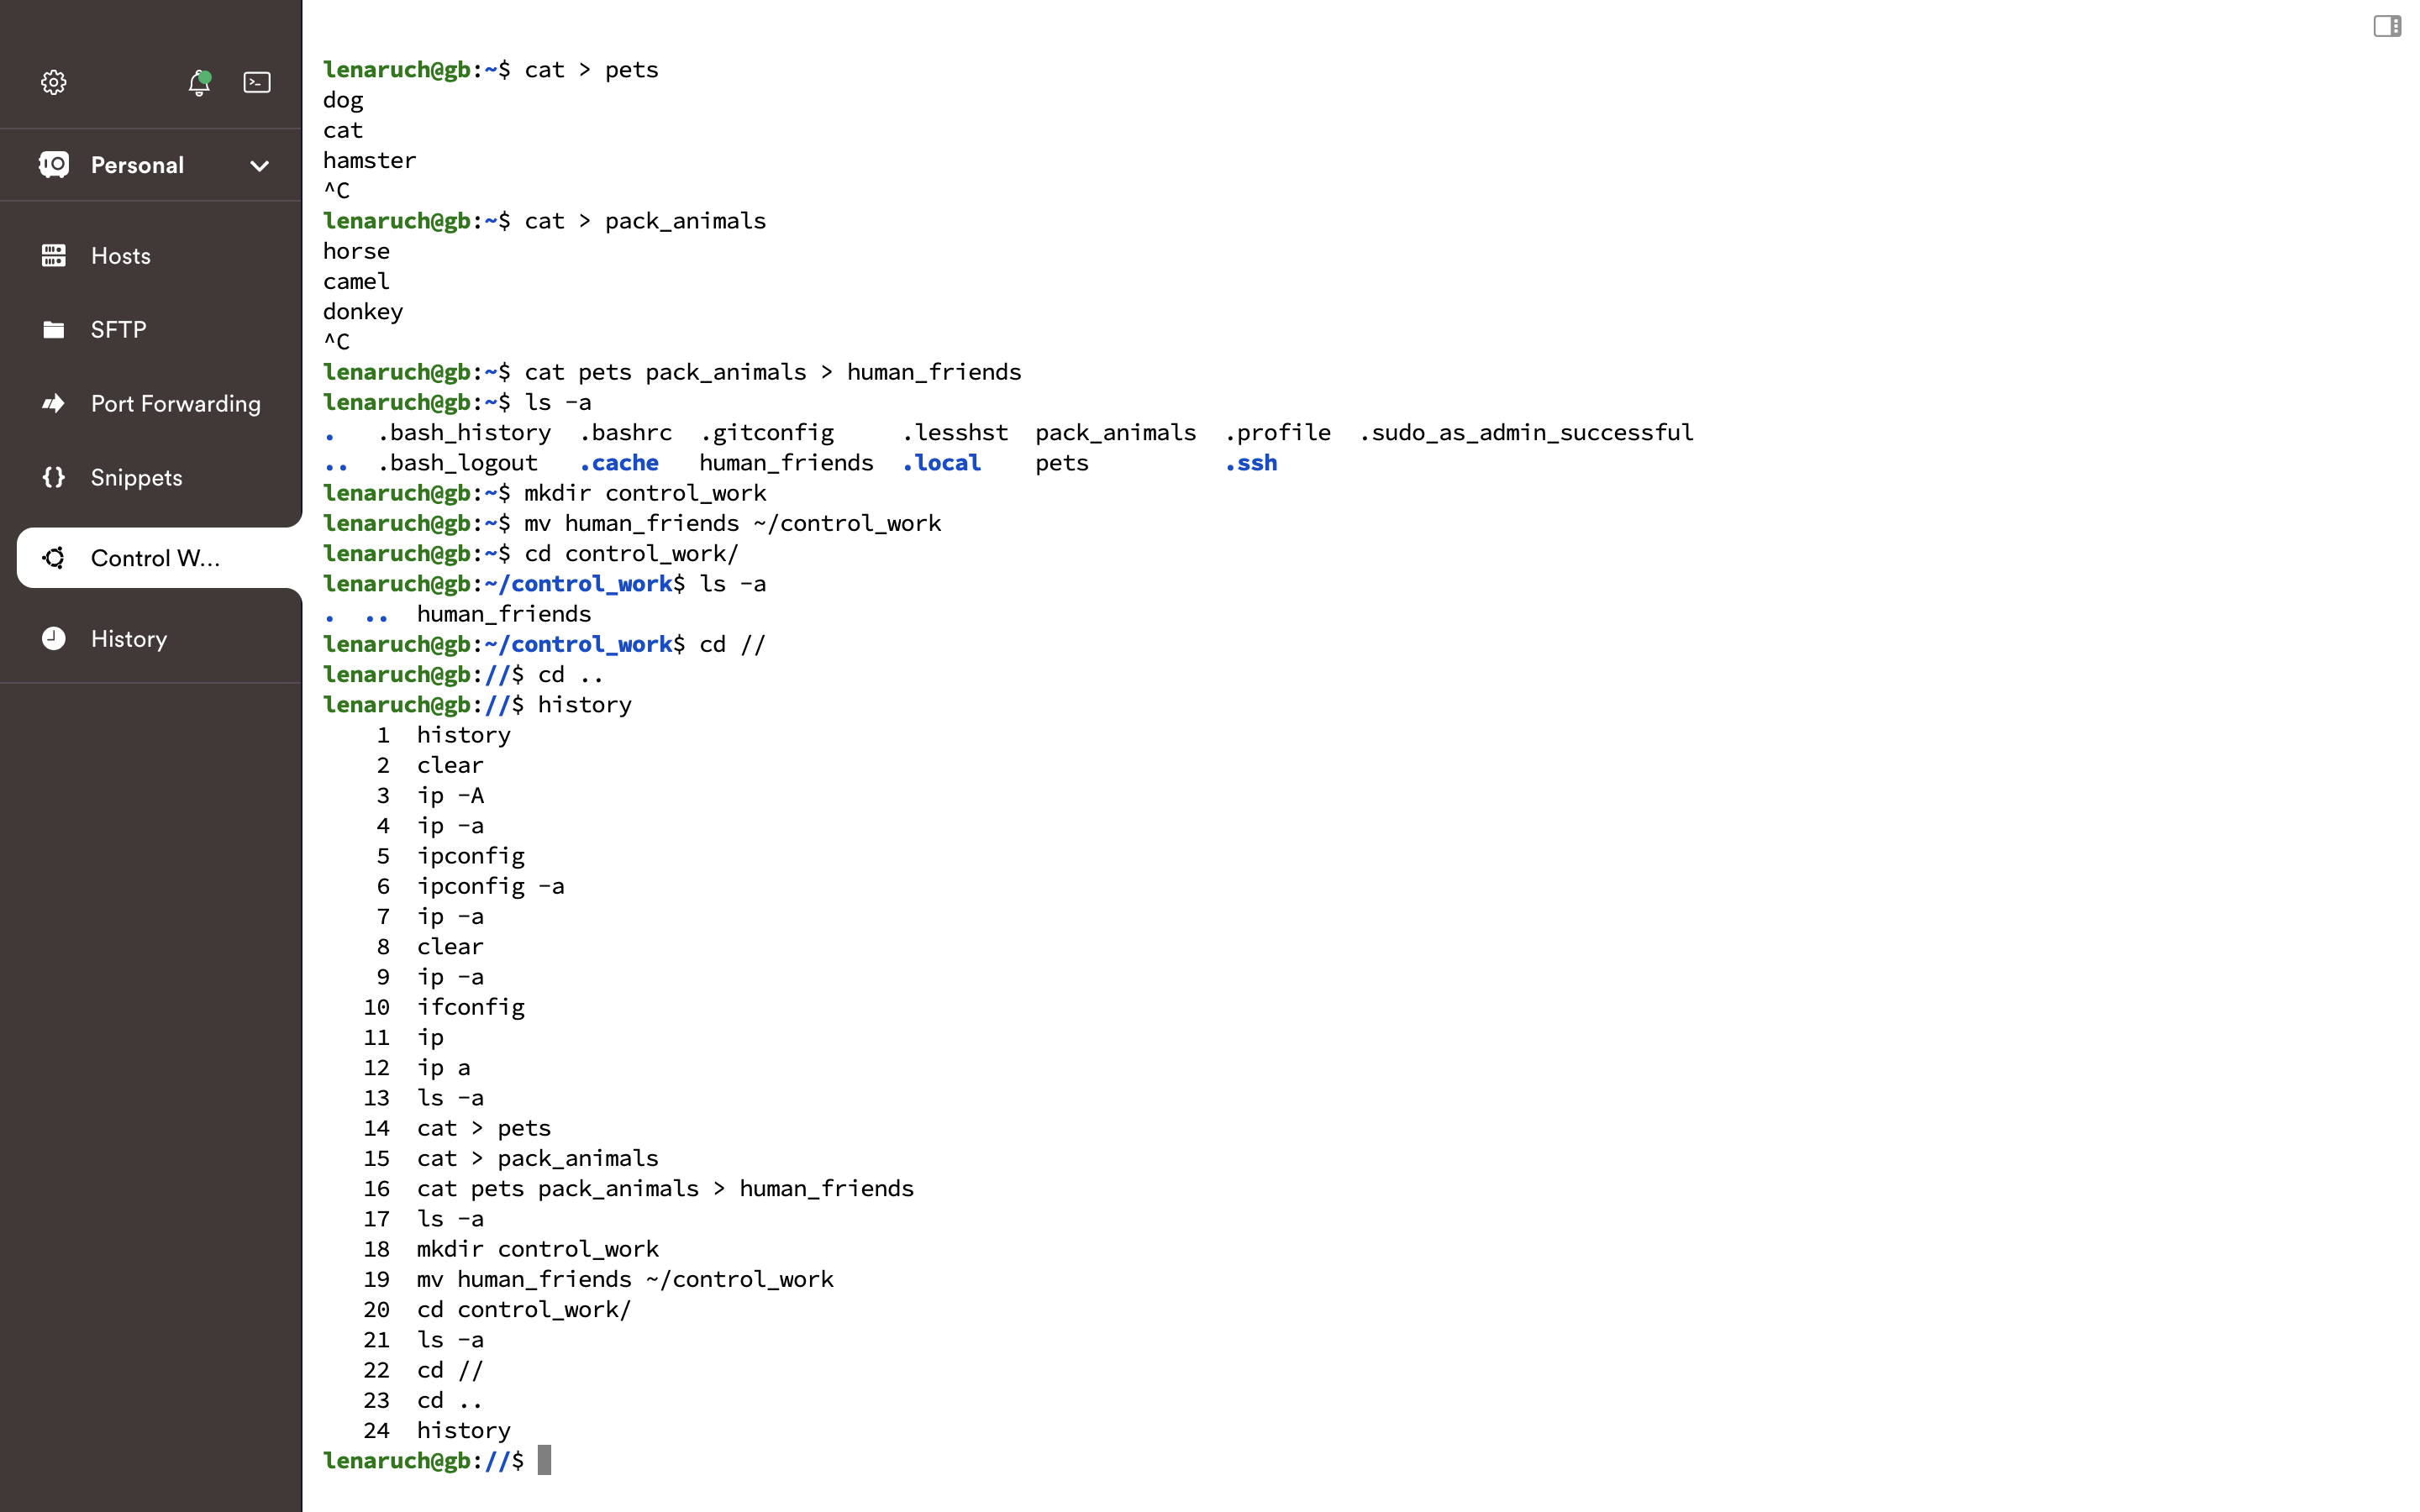 Personal
Hosts
SFTP
Port Forwarding
Snippets
Control W...
History
lenaruch@gb:~$ cat > pets
dog
cat
hamster
^C
lenaruch@gb:~$ cat > pack_animals
horse
camel
donkey
^C
lenaruch@gb:~$ cat pets pack_animals > human_friends
lenaruch@gb:~$ ls -a
.   .bash_history  .bashrc  .gitconfig     .lesshst  pack_animals  .profile  .sudo_as_admin_successful
..  .bash_logout   .cache   human_friends  .local    pets          .ssh
lenaruch@gb:~$ mkdir control_work
lenaruch@gb:~$ mv human_friends ~/control_work
lenaruch@gb:~$ cd control_work/
lenaruch@gb:~/control_work$ ls -a
.  ..  human_friends
lenaruch@gb:~/control_work$ cd //
lenaruch@gb://$ cd ..
lenaruch@gb://$ history
    1  history
    2  clear
    3  ip -A
    4  ip -a
    5  ipconfig
    6  ipconfig -a
    7  ip -a
    8  clear
    9  ip -a
   10  ifconfig
   11  ip
   12  ip a
   13  ls -a
   14  cat > pets
   15  cat > pack_animals
   16  cat pets pack_animals > human_friends
   17  ls -a
   18  mkdir control_work
   19  mv human_friends ~/control_work
   20  cd control_work/
   21  ls -a
   22  cd //
   23  cd ..
   24  history
lenaruch@gb://$